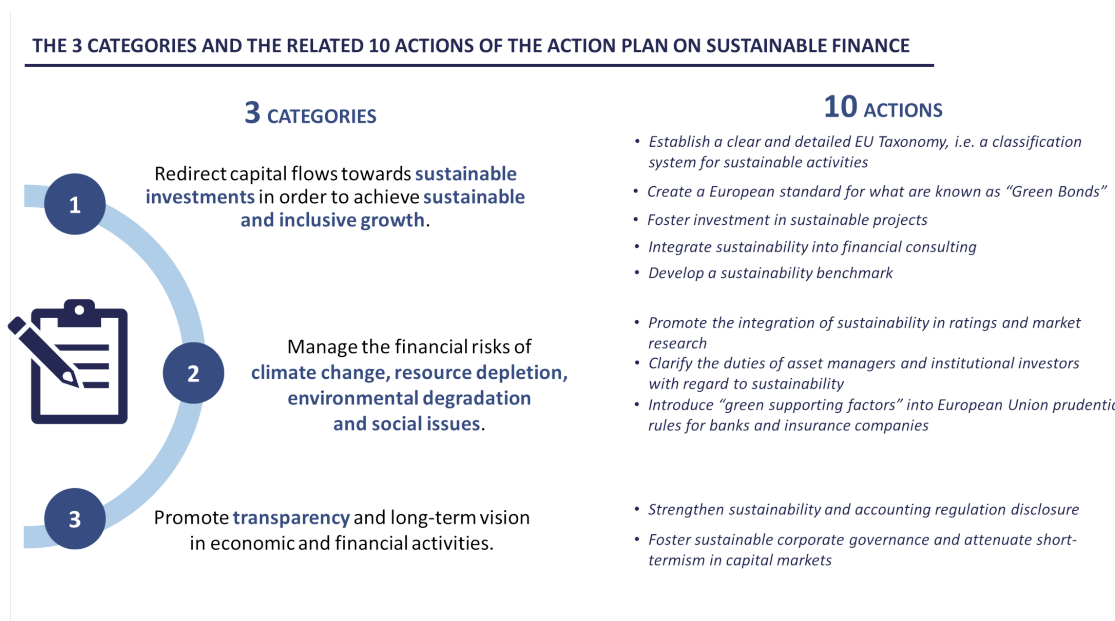 THE 3 CATEGORIES AND THE RELATED 10 ACTIONS OF THE ACTION PLAN ON SUSTAINABLE FINANCE
3 CATEGORIES
1
Redirect capital flows towards sustainable
investments in order to achieve sustainable
and inclusive growth.
2
Manage the financial risks of
climate change, resource depletion,
environmental degradation
and social issues.
3
Promote transparency and long-term vision
in economic and financial activities.
10 ACTIONS
• Establish a clear and detailed EU Taxonomy, i.e. a classification
system for sustainable activities
• Create a European standard for what are known as “Green Bonds”
• Foster investment in sustainable projects
• Integrate sustainability into financial consulting
• Develop a sustainability benchmark
• Promote the integration of sustainability in ratings and market
research
• Clarify the duties of asset managers and institutional investors
with regard to sustainability
• Introduce “green supporting factors” into European Union
rules for banks and insurance companies
• Strengthen sustainability and accounting regulation disclosure
• Foster sustainable corporate governance and attenuate short-
termism in capital markets